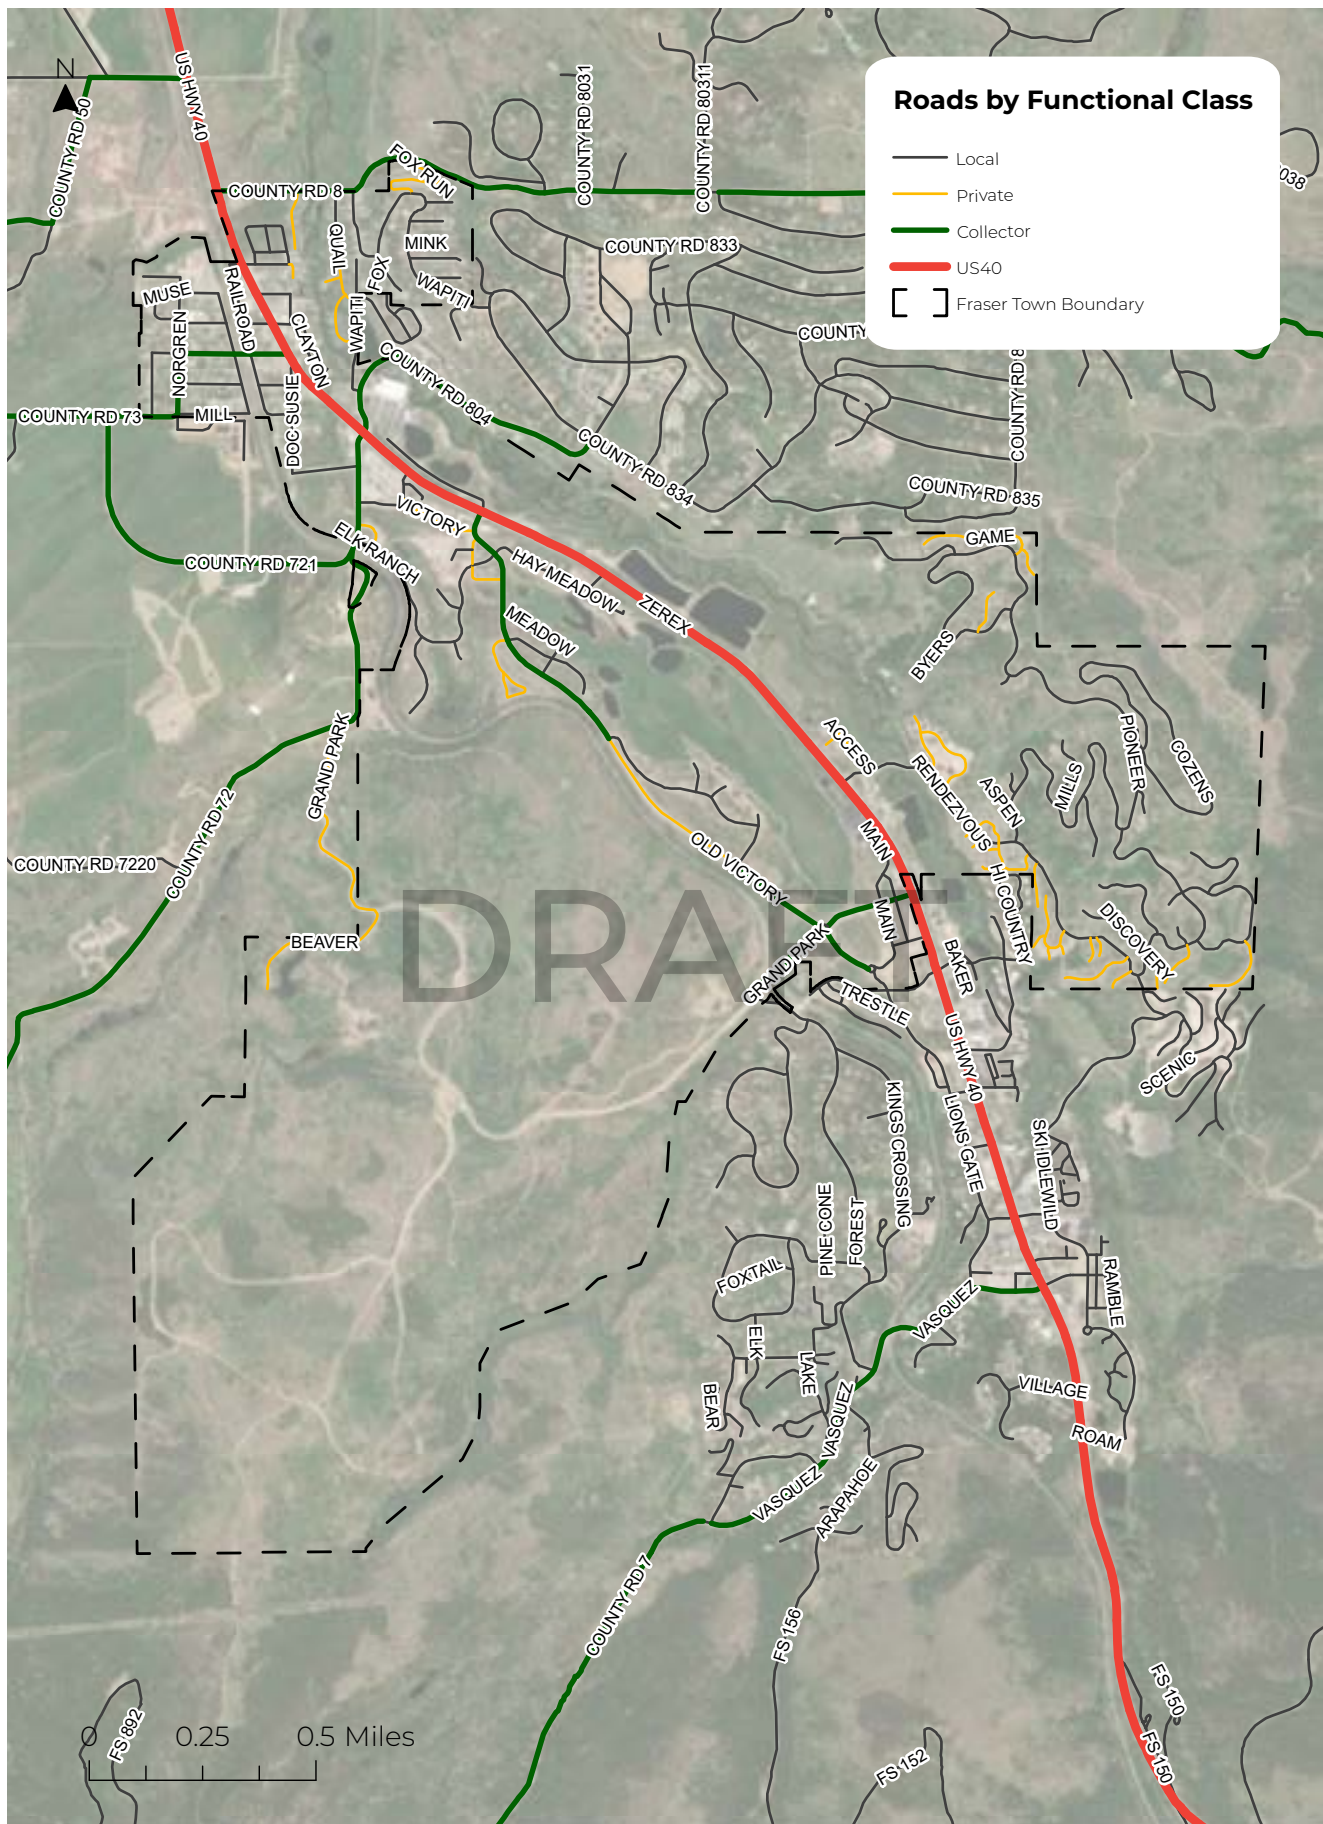 Roads by Functional Class
Local
Private
Collector
US40
Fraser Town Boundary
N
US HWY 40
COUNTY RD 50
COUNTY RD 8031
COUNTY RD 80311
038
FOX RUN
COUNTY RD 8
QUAIL
MINK
FOX
WAPITI
COUNTY RD 833
MUSE
RAILROAD
CLAYTON
WAPITI
NORGREN
COUNTY
COUNTY RD 8
COUNTY RD 804
DOC SUSIE
COUNTY RD 73
MILL
COUNTY RD 834
COUNTY RD 835
VICTORY
ELK RANCH
GAME
COUNTY RD 721
HAY MEADOW
ZEREX
MEADOW
BYERS
GRAND PARK
ACCESS
PIONEER
COZENS
MILLS
RENDEZVOUS
ASPEN
COUNTY RD 72
COUNTY RD 7220
MAIN
OLD VICTORY
HI COUNTRY
DRAFT
MAIN
DISCOVERY
BEAVER
GRAND PARK
BAKER
TRESTLE
US HWY 40
SCENIC
KINGS CROSSING
LIONS GATE
SKI IDLEWILD
PINE CONE
FOREST
FOXTAIL
RAMBLE
VASQUEZ
ELK
LAKE
BEAR
VASQUEZ
VILLAGE
ROAM
VASQUEZ
ARAPAHOE
COUNTY RD 7
FS 156
FS 150
FS 150
FS 892
FS 152
0 0.25 0.5 Miles